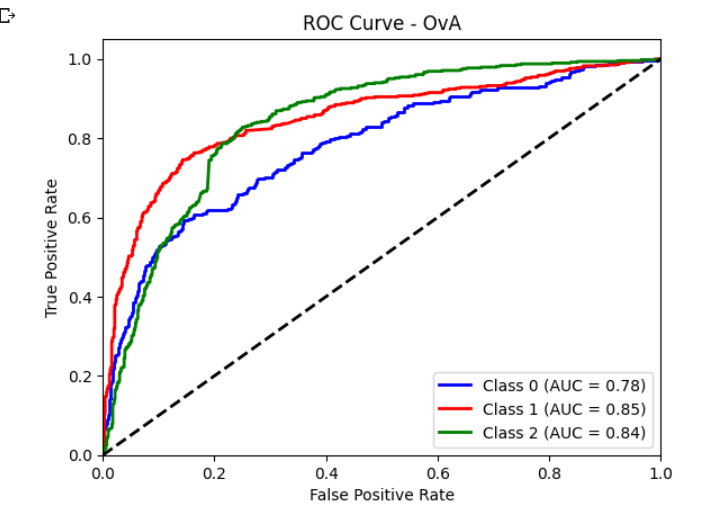 ROC Curve - OvA
1.0
0.8
0.6
0.4
0.2
0.0
True Positive Rate
Class 0 (AUC = 0.78)
Class 1 (AUC = 0.85)
Class 2 (AUC = 0.84)
0.0 0.2 0.4 0.6 0.8 1.0
False Positive Rate